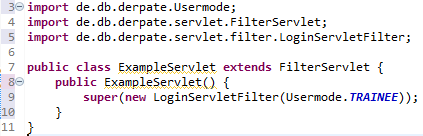 3 import de.db.derpate.Usermode;
4 import de.db.derpate.servlet.FilterServlet;
5 import de.db.derpate.servlet.filter.LoginServletFilter;
6
7 public class ExampleServlet extends FilterServlet {
8 public ExampleServlet() {
9 super(new LoginServletFilter(Usermode.TRAINEE));
10 }
11 }